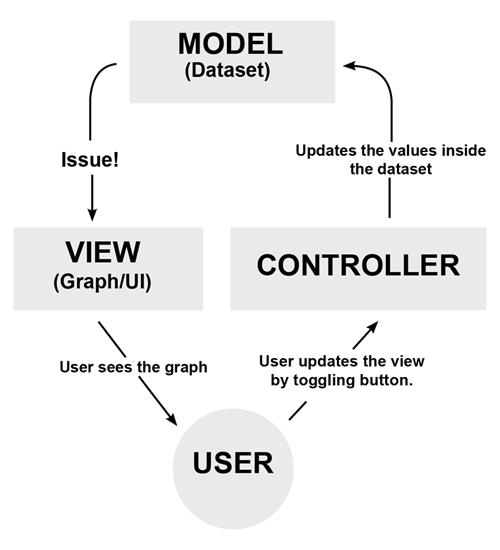 MODEL
(Dataset)
Issue!
Updates the values inside
the dataset
VIEW
(Graph/UI)
CONTROLLER
User sees the graph
User updates the view
by toggling button.
USER